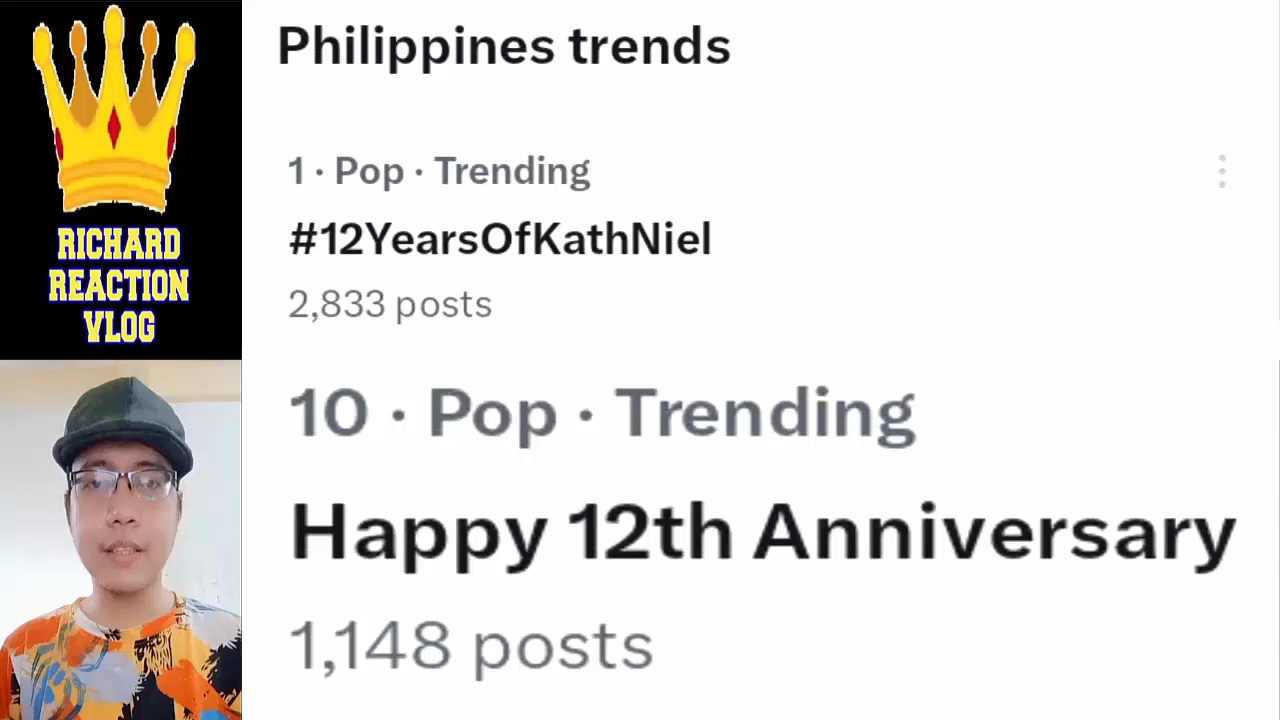 RICHARD
REACTION
VLOG
Philippines trends
1 · Pop · Trending
#12YearsOfKathNiel
2,833 posts
10 · Pop · Trending
Happy 12th Anniversary
1,148 posts